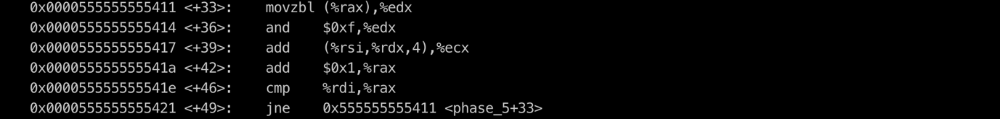 0x0000555555555411 <+33>:    movzbl (%rax),%edx
0x0000555555555414 <+36>:    and    $0xf,%edx
0x0000555555555417 <+39>:    add    (%rsi,%rdx,4),%ecx
0x000055555555541a <+42>:    add    $0x1,%rax
0x000055555555541e <+46>:    cmp    %rdi,%rax
0x0000555555555421 <+49>:    jne    0x555555555411 <phase_5+33>